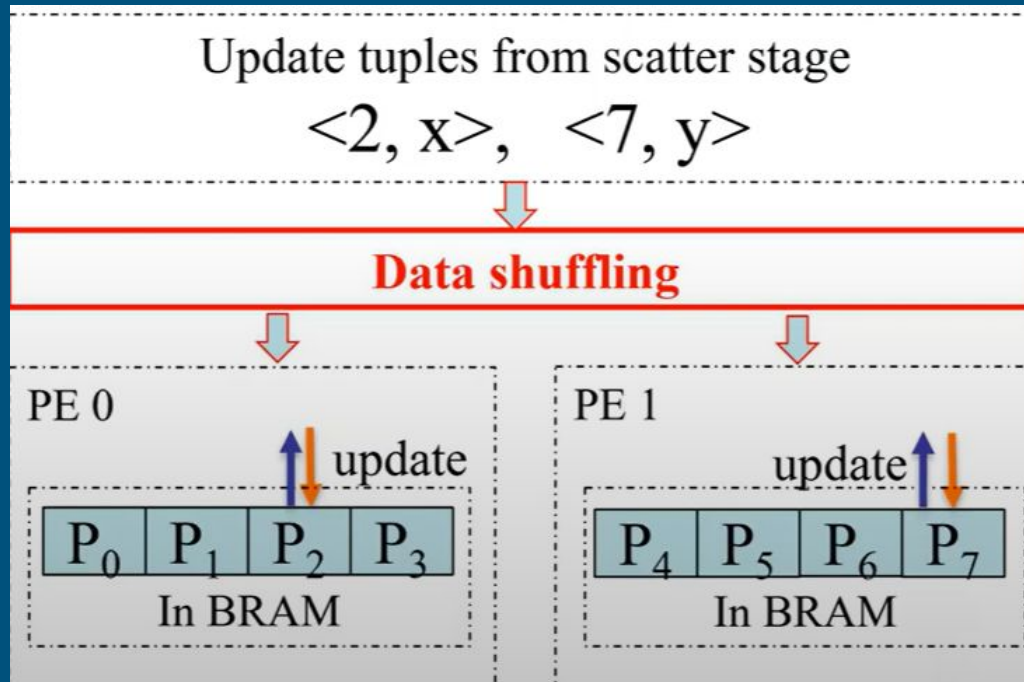 Update tuples from scatter stage
<2, x>, <7, y>
Data shuffling
PE 0
update
P₀ P₁ P₂ P₃
In BRAM
PE 1
update
P₄ P₅ P₆ P₇
In BRAM